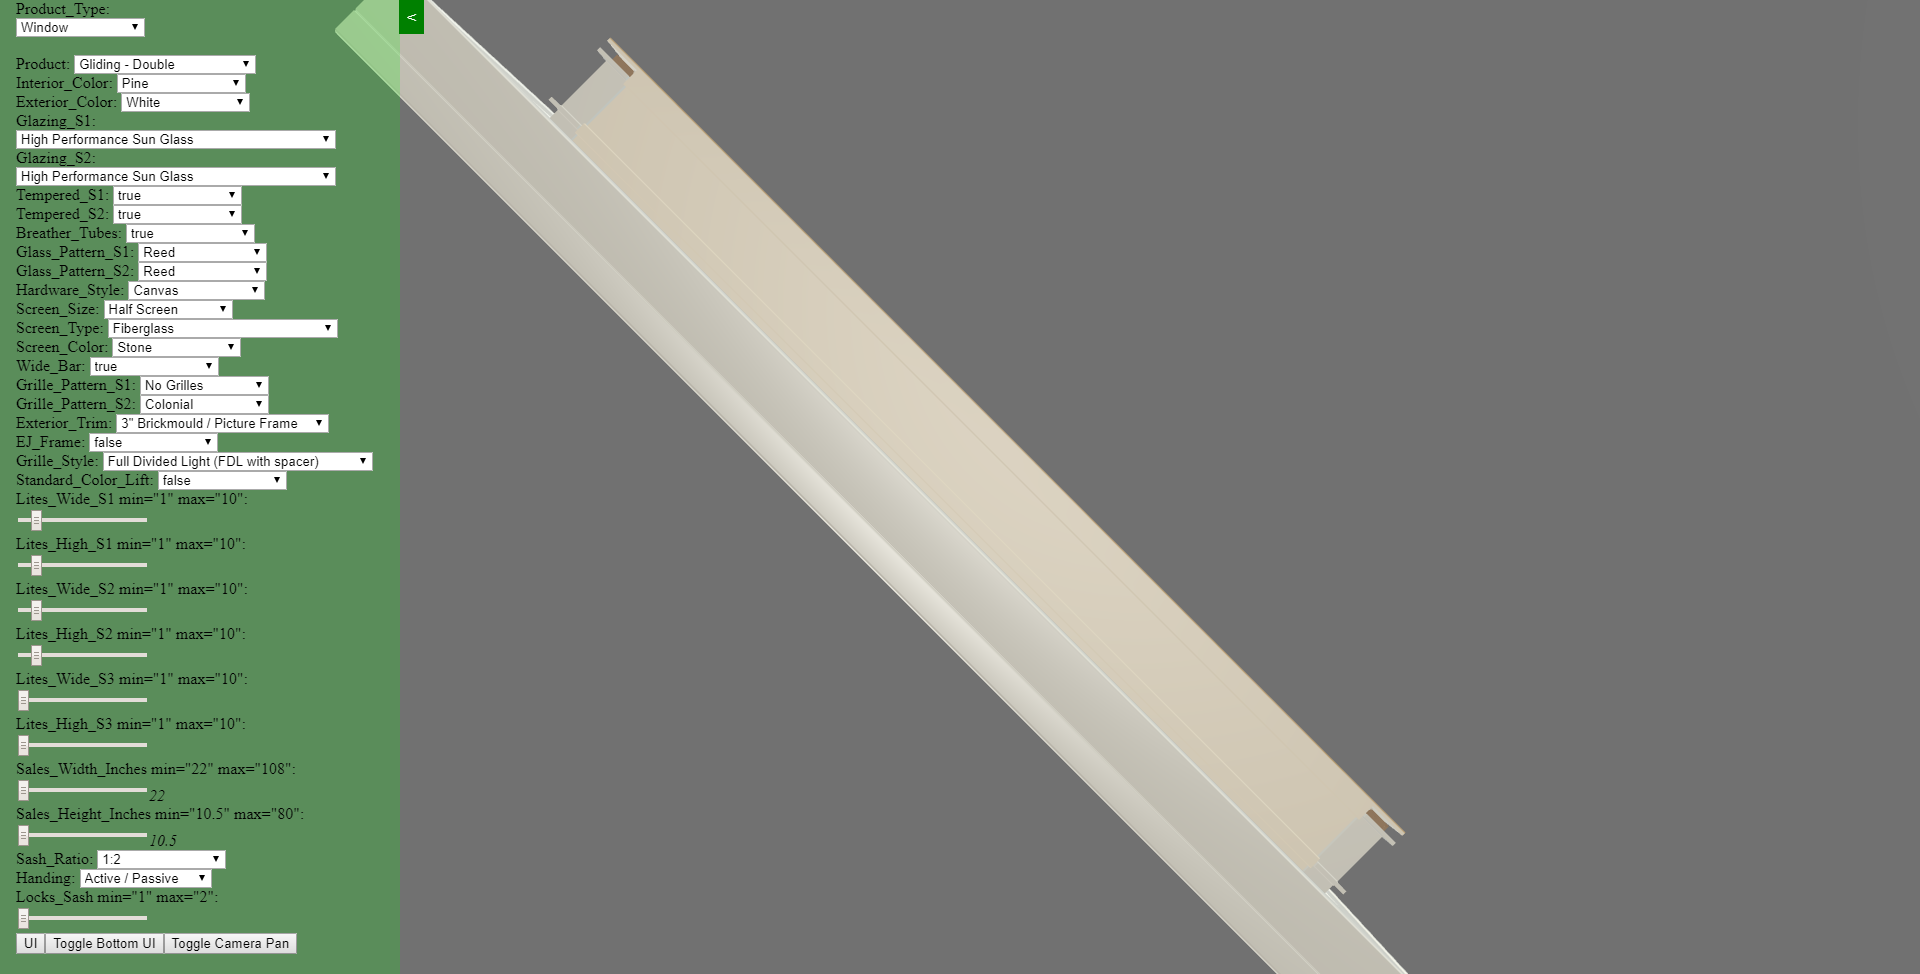 Product_Type:
Window
<
Product: Gliding - Double
Interior_Color: Pine
Exterior_Color: White
Glazing_S1:
High Performance Sun Glass
Glazing_S2:
High Performance Sun Glass
Tempered_S1: true
Tempered_S2: true
Breather_Tubes: true
Glass_Pattern_S1: Reed
Glass_Pattern_S2: Reed
Hardware_Style: Canvas
Screen_Size: Half Screen
Screen_Type: Fiberglass
Screen_Color: Stone
Wide_Bar: true
Grille_Pattern_S1: No Grilles
Grille_Pattern_S2: Colonial
Exterior_Trim: 3" Brickmould / Picture Frame
EJ_Frame: false
Grille_Style: Full Divided Light (FDL with spacer)
Standard_Color_Lift: false
Lites_Wide_S1 min="1" max="10":
Lites_High_S1 min="1" max="10":
Lites_Wide_S2 min="1" max="10":
Lites_High_S2 min="1" max="10":
Lites_Wide_S3 min="1" max="10":
Lites_High_S3 min="1" max="10":
Sales_Width_Inches min="22" max="108":
22
Sales_Height_Inches min="10.5" max="80":
10.5
Sash_Ratio: 1:2
Handing: Active / Passive
Locks_Sash min="1" max="2":
UI Toggle Bottom UI Toggle Camera Pan